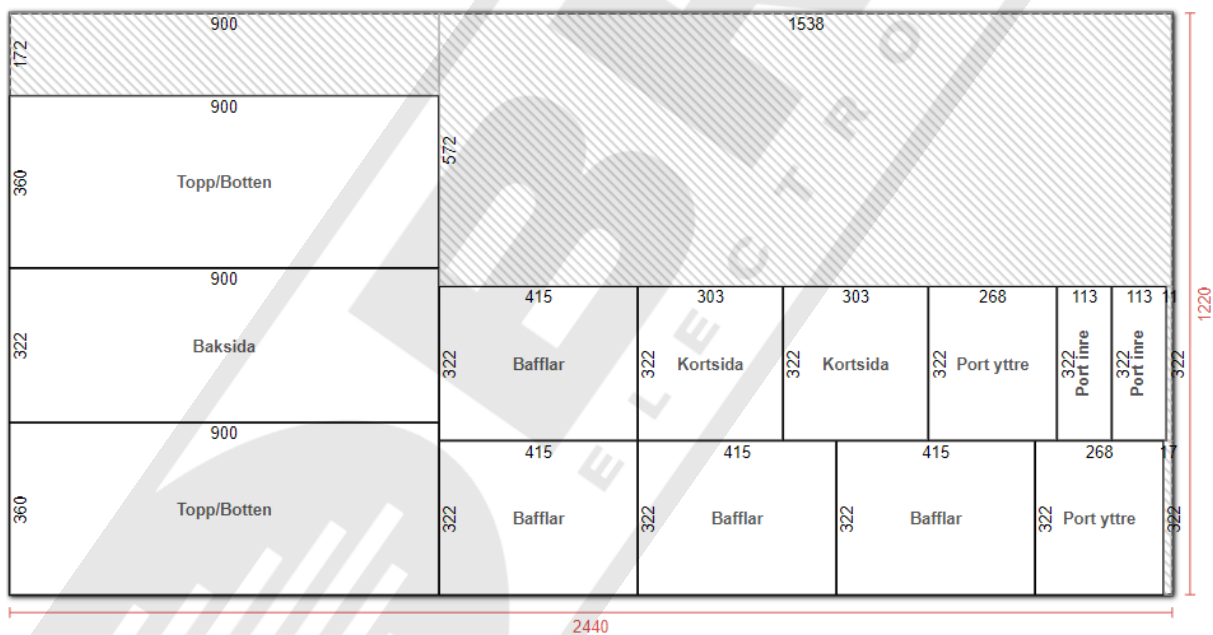 900 1538
172
900
572
360 Topp/Botten
900
415 303 303 268 113 113 11
322 Baksida
322 Bafflar 322 Kortsida 322 Kortsida 322 Port yttre 322 Port inre 322 Port inre 322
900
415 415 415 268 17
360 Topp/Botten
322 Bafflar 322 Bafflar 322 Bafflar 322 Port yttre 322
1220
2440
ELECTRO